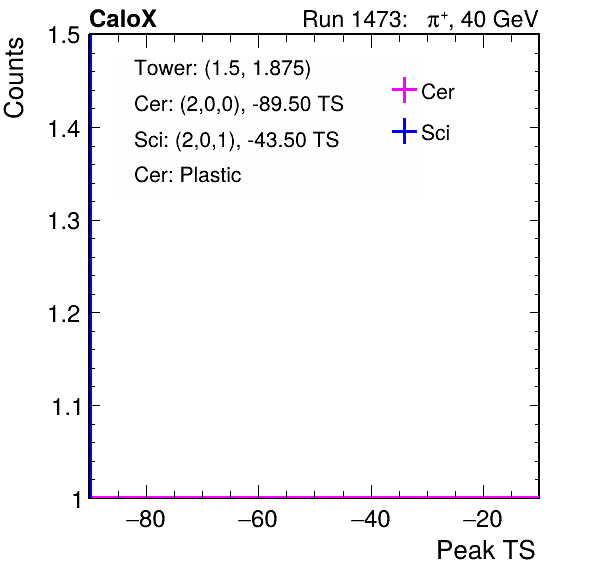 CaloX Run 1473: π+, 40 GeV
Counts
1.5
1.4
1.3
1.2
1.1
1
Tower: (1.5, 1.875)
Cer: (2,0,0), -89.50 TS
Sci: (2,0,1), -43.50 TS
Cer: Plastic
Cer
Sci
−80 −60 −40 −20
Peak TS